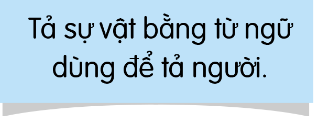 Tả sự vật bằng từ ngữ
dùng để tả người.